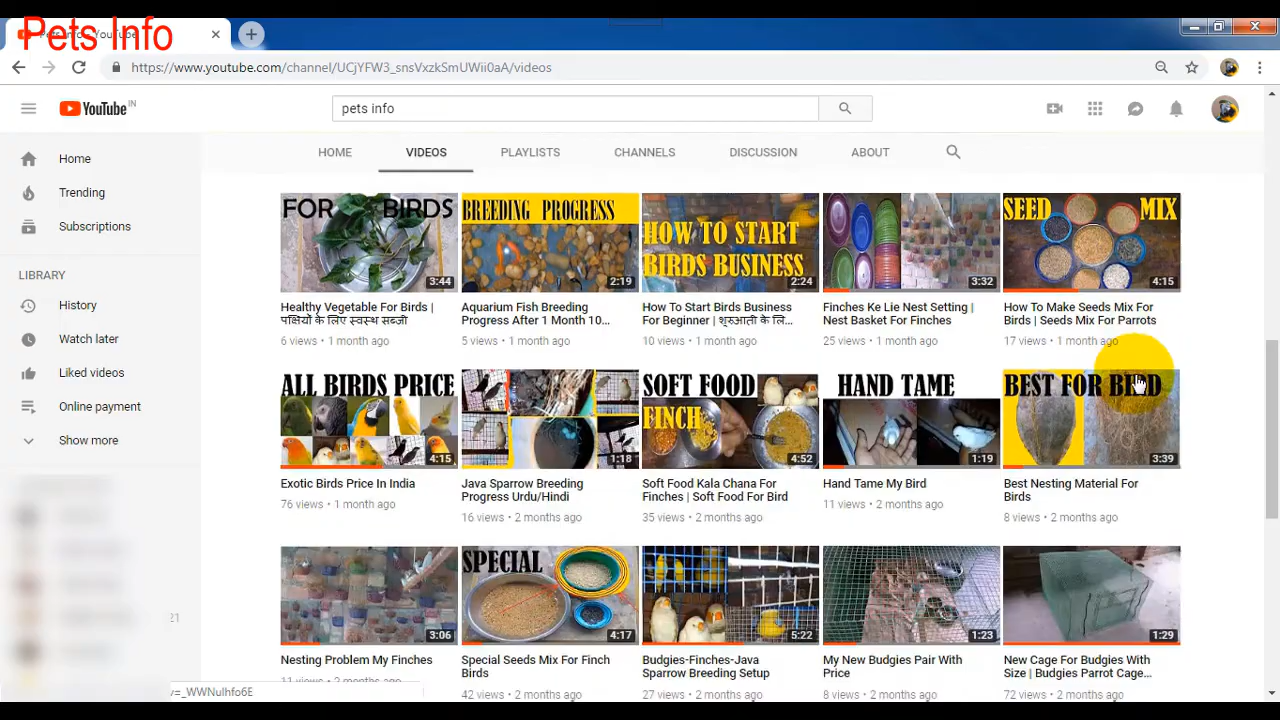 Pets Info
https://www.youtube.com/channel/UCjYFW3_snsVxzkSmUWii0aA/videos
YouTube IN
pets info
HOME VIDEOS PLAYLISTS CHANNELS DISCUSSION ABOUT
Home
Trending
Subscriptions
LIBRARY
History
Watch later
Liked videos
Online payment
Show more
21
FOR BIRDS
3:44
BREEDING PROGRESS
2:19
HOW TO START
BIRDS BUSINESS
2:24
3:32
SEED MIX
4:15
Healthy Vegetable For Birds |
पक्षियों के लिए स्वस्थ सब्जी
6 views • 1 month ago
Aquarium Fish Breeding
Progress After 1 Month 10...
5 views • 1 month ago
How To Start Birds Business
For Beginner | शुरुआती के लि...
10 views • 1 month ago
Finches Ke Lie Nest Setting |
Nest Basket For Finches
25 views • 1 month ago
How To Make Seeds Mix For
Birds | Seeds Mix For Parrots
17 views • 1 month ago
ALL BIRDS PRICE
4:15
1:18
SOFT FOOD
FINCH
4:52
HAND TAME
1:19
BEST FOR BIRD
3:39
Exotic Birds Price In India
76 views • 1 month ago
Java Sparrow Breeding
Progress Urdu/Hindi
16 views • 2 months ago
Soft Food Kala Chana For
Finches | Soft Food For Bird
35 views • 2 months ago
Hand Tame My Bird
11 views • 2 months ago
Best Nesting Material For
Birds
8 views • 2 months ago
3:06
SPECIAL
4:17
5:22
1:23
1:29
Nesting Problem My Finches
11 views • 2 months ago
Special Seeds Mix For Finch
Birds
42 views • 2 months ago
Budgies-Finches-Java
Sparrow Breeding Setup
27 views • 2 months ago
My New Budgies Pair With
Price
8 views • 2 months ago
New Cage For Budgies With
Size | Budgies Parrot Cage...
72 views • 2 months ago
v=_WWNulhfo6E